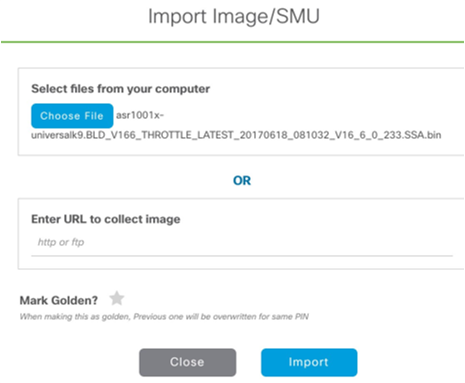 Import Image/SMU
Select files from your computer
Choose File asr1001x-
universalk9.BLD_V166_THROTTLE_LATEST_20170618_081032_V16_6_0_233.SSA.bin
OR
Enter URL to collect image
http or ftp
Mark Golden?
When making this as golden, Previous one will be overwritten for same PIN
Close Import